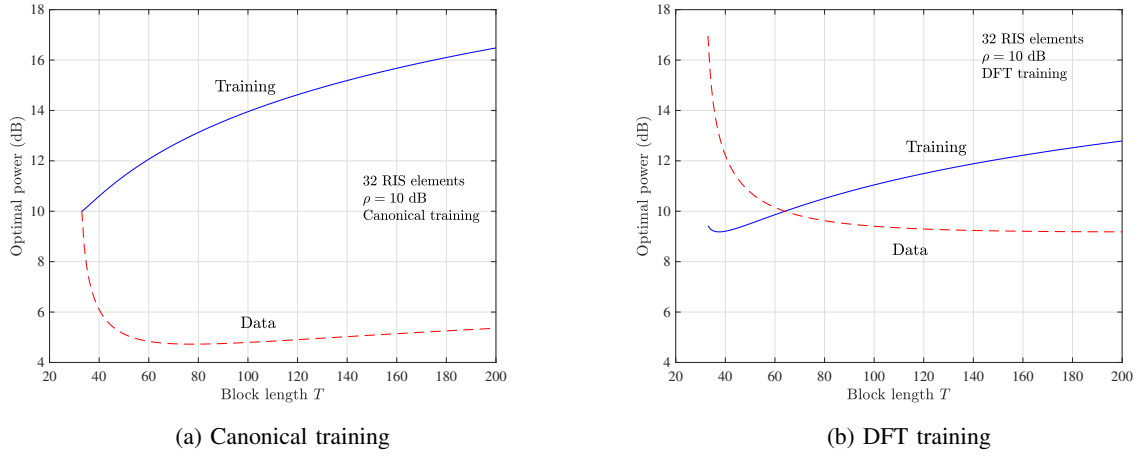 18
16
14
12
10
8
6
4
Optimal power (dB)
Training
32 RIS elements
ρ = 10 dB
Canonical training
Data
20 40 60 80 100 120 140 160 180 200
Block length T
(a) Canonical training
18
16
14
12
10
8
6
4
Optimal power (dB)
32 RIS elements
ρ = 10 dB
DFT training
Training
Data
20 40 60 80 100 120 140 160 180 200
Block length T
(b) DFT training